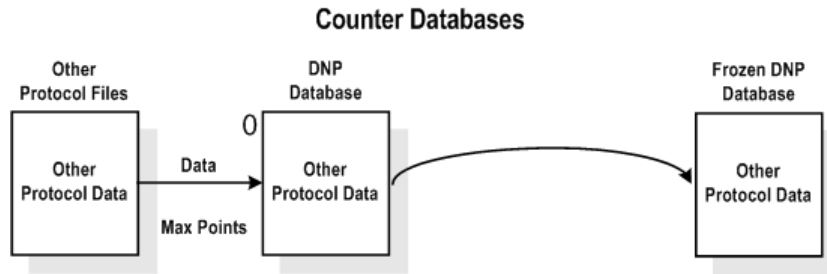 Counter Databases
Other
Protocol Files
DNP
Database
Frozen DNP
Database
0
Other
Protocol Data
Data
Max Points
Other
Protocol Data
Other
Protocol Data